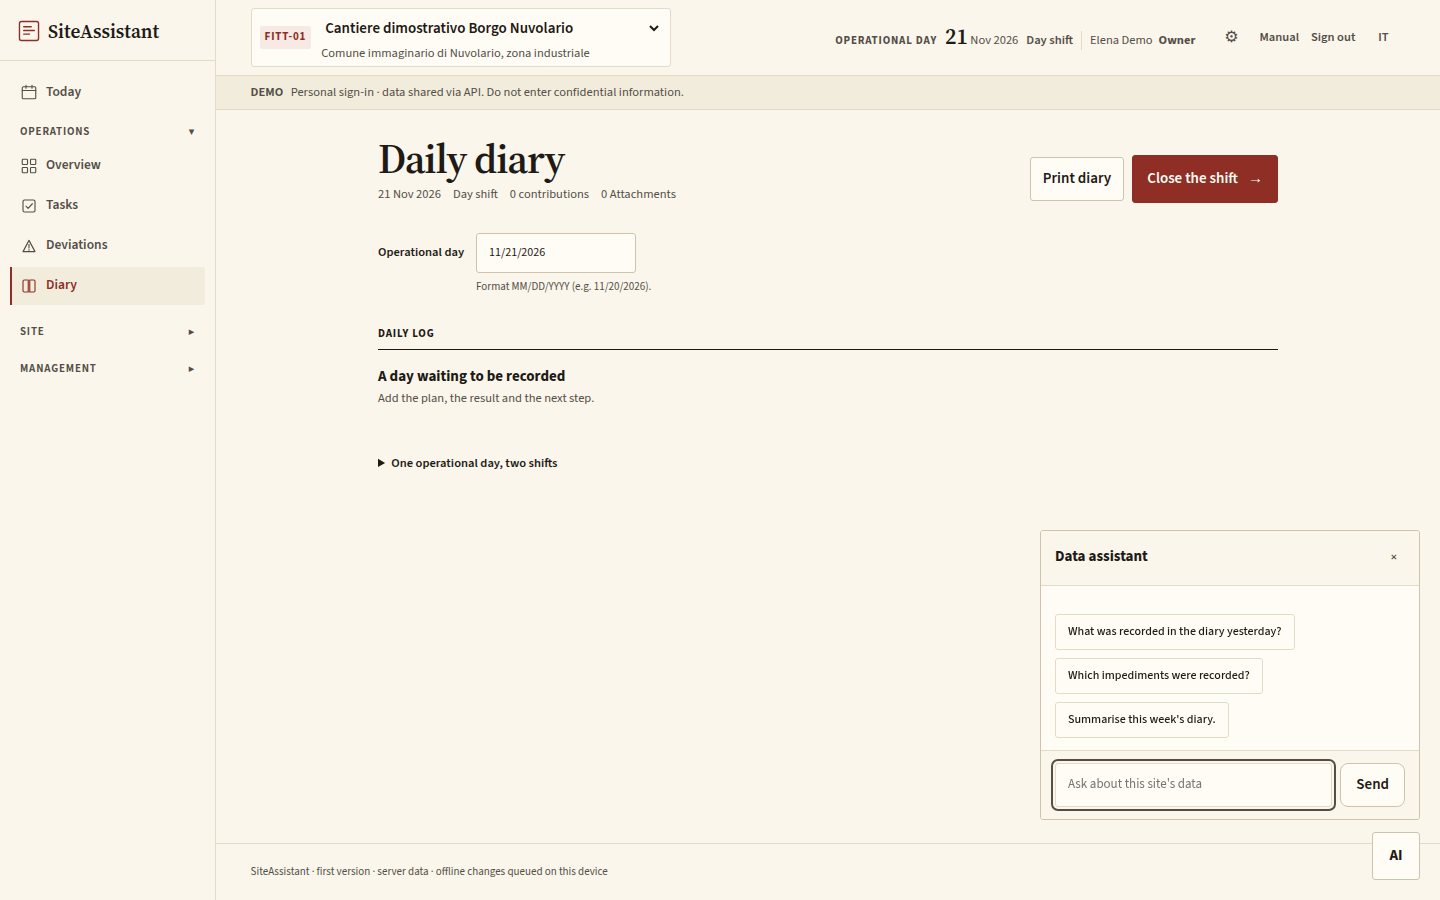 SiteAssistant
Today
OPERATIONS
Overview
Tasks
Deviations
Diary
SITE
MANAGEMENT
FITT-01
Cantiere dimostrativo Borgo Nuvolario
Comune immaginario di Nuvolario, zona industriale
OPERATIONAL DAY 21 Nov 2026 Day shift Elena Demo Owner
Manual Sign out IT
DEMO Personal sign-in · data shared via API. Do not enter confidential information.
Daily diary
21 Nov 2026 Day shift 0 contributions 0 Attachments
Print diary
Close the shift →
Operational day 11/21/2026
Format MM/DD/YYYY (e.g. 11/20/2026).
DAILY LOG
A day waiting to be recorded
Add the plan, the result and the next step.
One operational day, two shifts
Data assistant
×
What was recorded in the diary yesterday?
Which impediments were recorded?
Summarise this week's diary.
Ask about this site's data
Send
AI
SiteAssistant · first version · server data · offline changes queued on this device